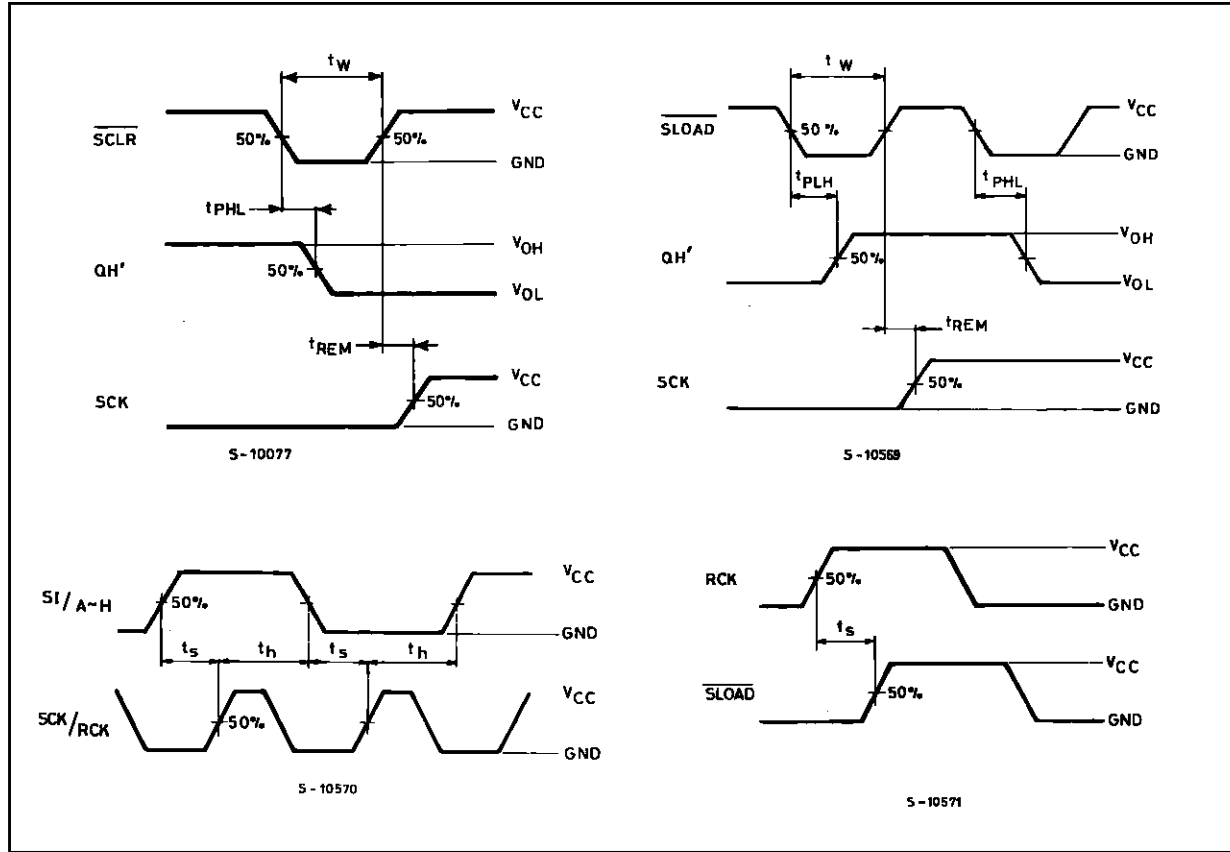 tW
VCC
SCLR 50% 50%
GND
tPHL
VOH
QH' 50%
VOL
tREM
VCC
SCK 50%
GND
S-10077
t W
VCC
SLOAD 50%
GND
tPLH tPHL
VOH
QH' 50%
VOL
tREM
VCC
SCK 50%
GND
S-10569
VCC
SI/A~H 50%
GND
ts th ts th
VCC
SCK/RCK 50%
GND
S-10570
VCC
RCK 50%
GND
ts
VCC
SLOAD 50%
GND
S-10571